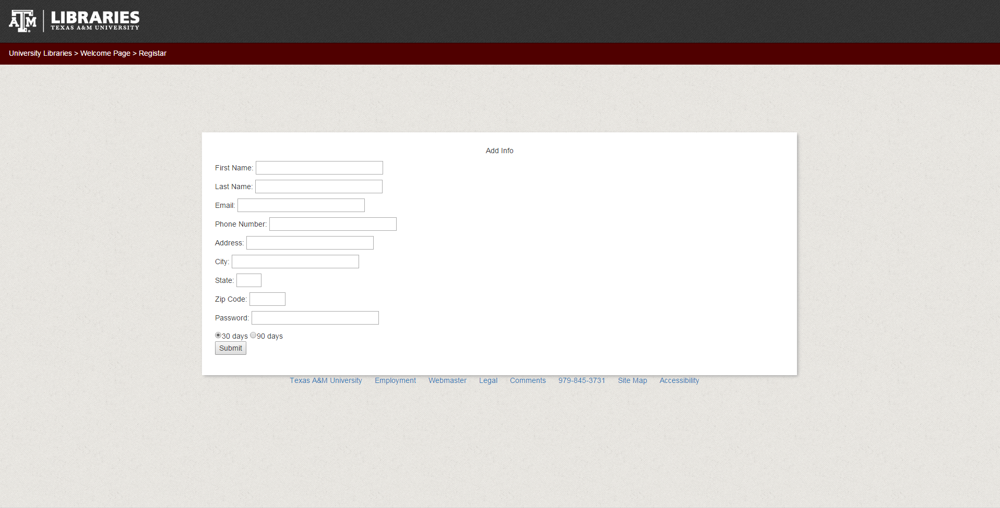 ATM | LIBRARIES
TEXAS A&M UNIVERSITY
University Libraries > Welcome Page > Registar
Add Info
First Name:
Last Name:
Email:
Phone Number:
Address:
City:
State:
Zip Code:
Password:
30 days 90 days
Submit
Texas A&M University Employment Webmaster Legal Comments 979-845-3731 Site Map Accessibility